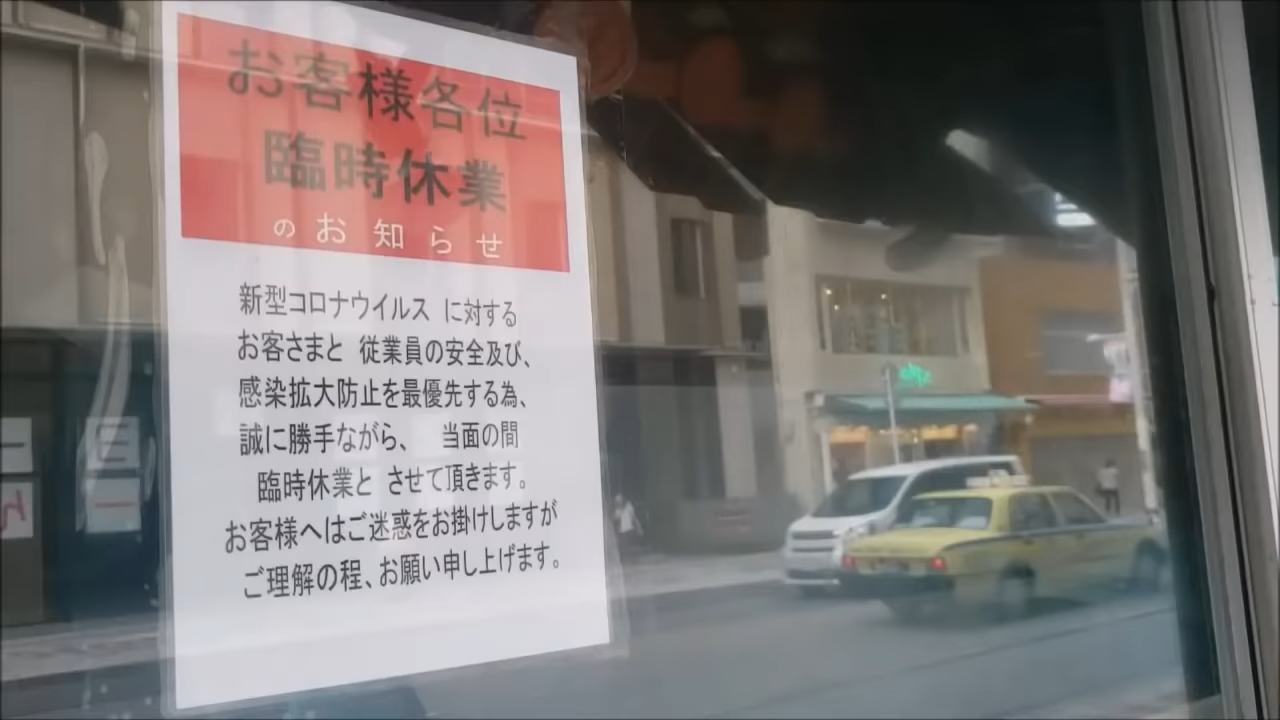 お客様各位
臨時休業
のお知らせ
新型コロナウイルス に対する
お客さまと 従業員の安全及び、
感染拡大防止を最優先する為、
誠に勝手ながら、 当面の間
臨時休業と させて頂きます。
お客様へはご迷惑をお掛けしますが
ご理解の程、お願い申し上げます。